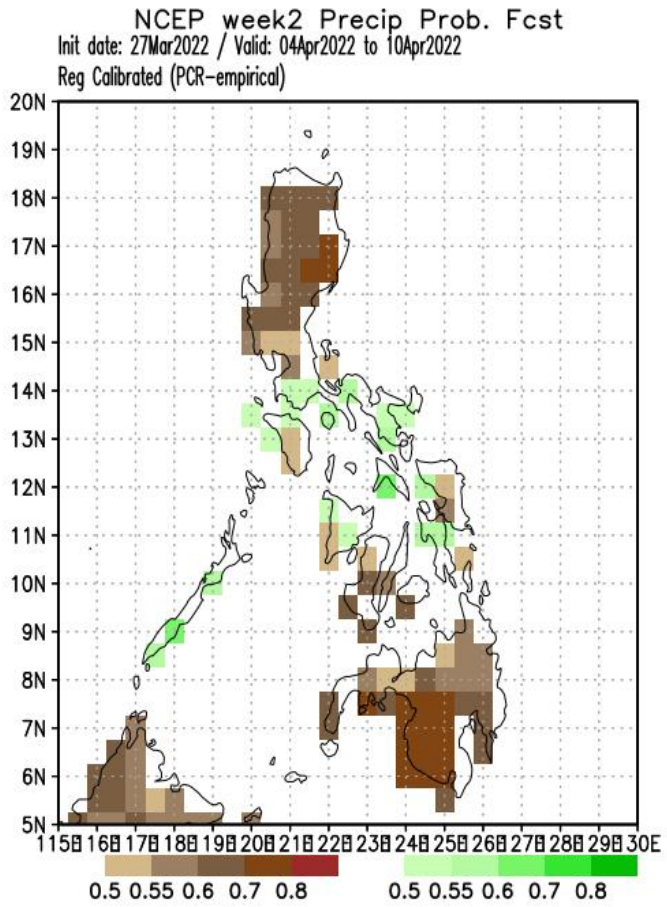 NCEP week2 Precip Prob. Fcst
Init date: 27Mar2022 / Valid: 04Apr2022 to 10Apr2022
Reg Calibrated (PCR-empirical)
20N
19N
18N
17N
16N
15N
14N
13N
12N
11N
10N
9N
8N
7N
6N
5N
115E 116E 117E 118E 119E 120E 121E 122E 123E 124E 125E 126E 127E 128E 129E 130E
0.5 0.55 0.6 0.7 0.8 0.5 0.55 0.6 0.7 0.8